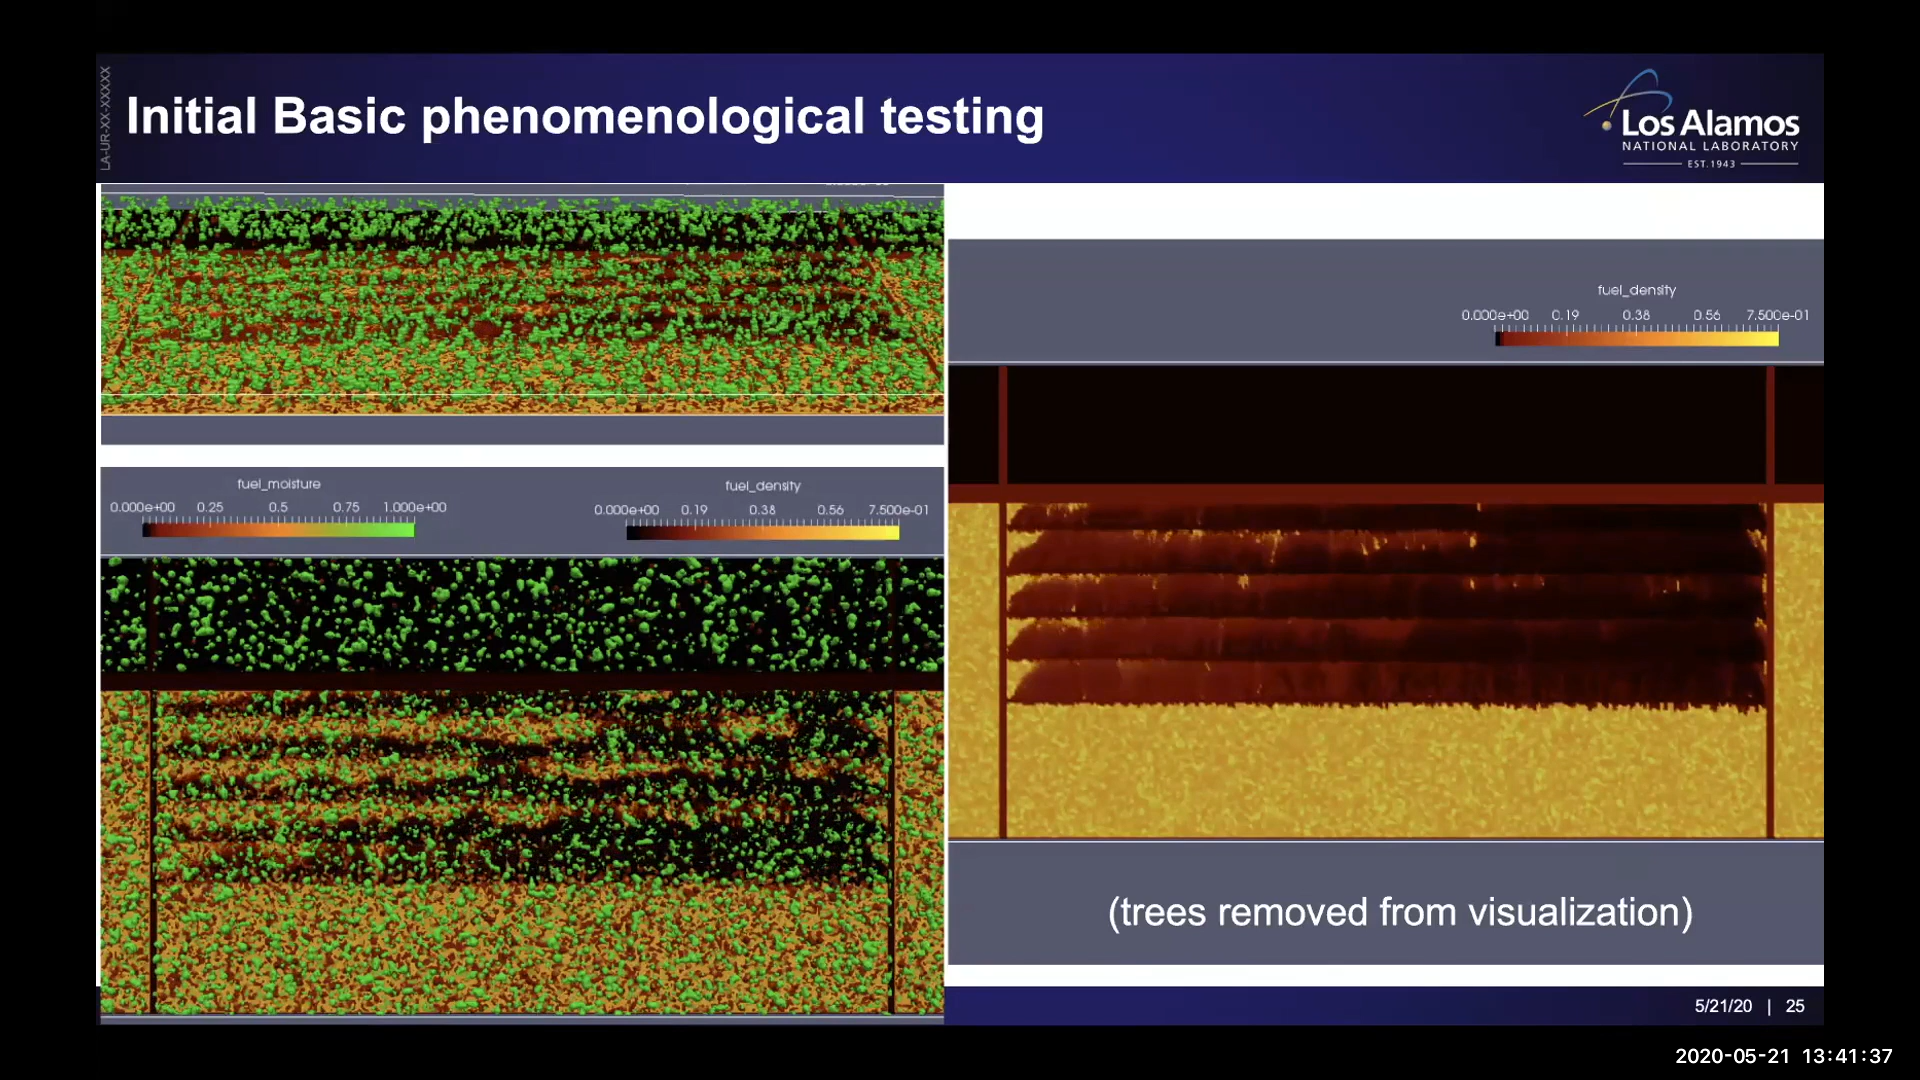 LA-UR-XX-XXXXX
Initial Basic phenomenological testing
Los Alamos
NATIONAL LABORATORY
EST.1943
fuel_density
0.000e+00 0.19 0.38 0.56 7.500e-01
fuel_moisture
0.000e+00 0.25 0.5 0.75 1.000e+00
fuel_density
0.000e+00 0.19 0.38 0.56 7.500e-01
(trees removed from visualization)
5/21/20 | 25
2020-05-21 13:41:37